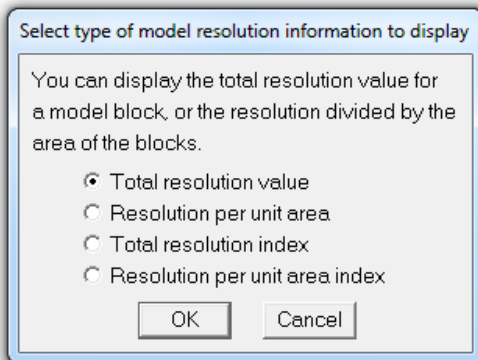 Select type of model resolution information to display
You can display the total resolution value for
a model block, or the resolution divided by the
area of the blocks.
Total resolution value
Resolution per unit area
Total resolution index
Resolution per unit area index
OK Cancel